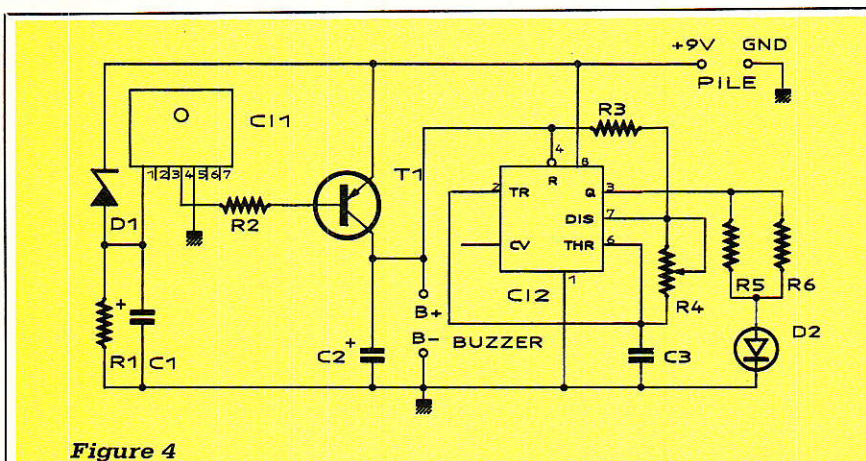 +9V GND
PILE
CI1
R3
1 2 3 4 5 6 7
4
8
R
T1
2
TR
Q
3
D1
R2
DIS
7
CV
THR
6
R5
R6
R4
CI2
1
B+
D2
R1
+
C1
C2
+
B-
BUZZER
C3
Figure 4